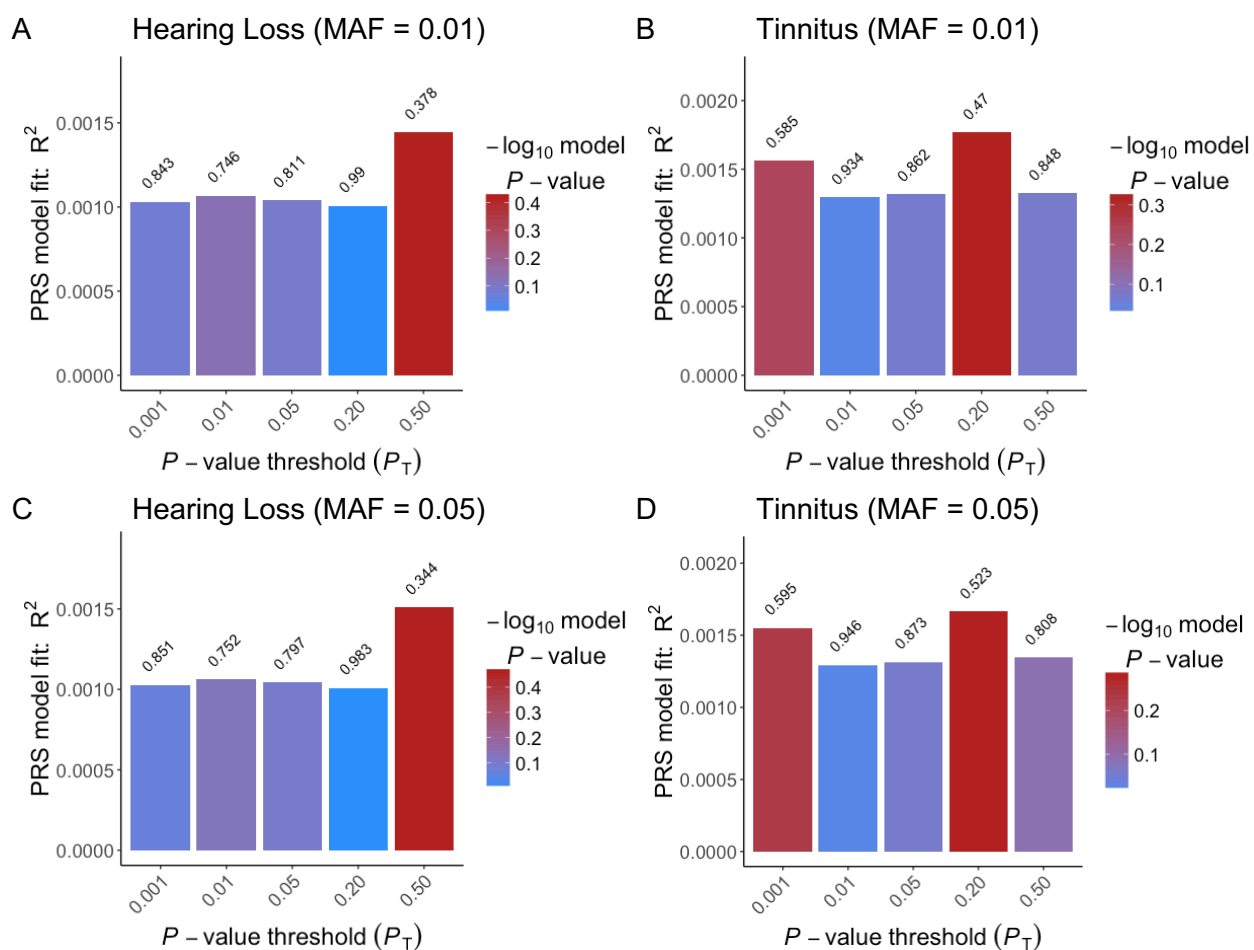 A
Hearing Loss (MAF = 0.01)
PRS model fit: R²
0.0015
0.0010
0.0005
0.0000
0.843
0.746
0.811
0.99
0.378
0.001
0.01
0.05
0.20
0.50
P – value threshold (P_T)
– log₁₀ model
P – value
0.4
0.3
0.2
0.1
B
Tinnitus (MAF = 0.01)
PRS model fit: R²
0.0020
0.0015
0.0010
0.0005
0.0000
0.585
0.934
0.862
0.47
0.848
0.001
0.01
0.05
0.20
0.50
P – value threshold (P_T)
– log₁₀ model
P – value
0.3
0.2
0.1
C
Hearing Loss (MAF = 0.05)
PRS model fit: R²
0.0015
0.0010
0.0005
0.0000
0.851
0.752
0.797
0.983
0.344
0.001
0.01
0.05
0.20
0.50
P – value threshold (P_T)
– log₁₀ model
P – value
0.4
0.3
0.2
0.1
D
Tinnitus (MAF = 0.05)
PRS model fit: R²
0.0020
0.0015
0.0010
0.0005
0.0000
0.595
0.946
0.873
0.523
0.808
0.001
0.01
0.05
0.20
0.50
P – value threshold (P_T)
– log₁₀ model
P – value
0.2
0.1